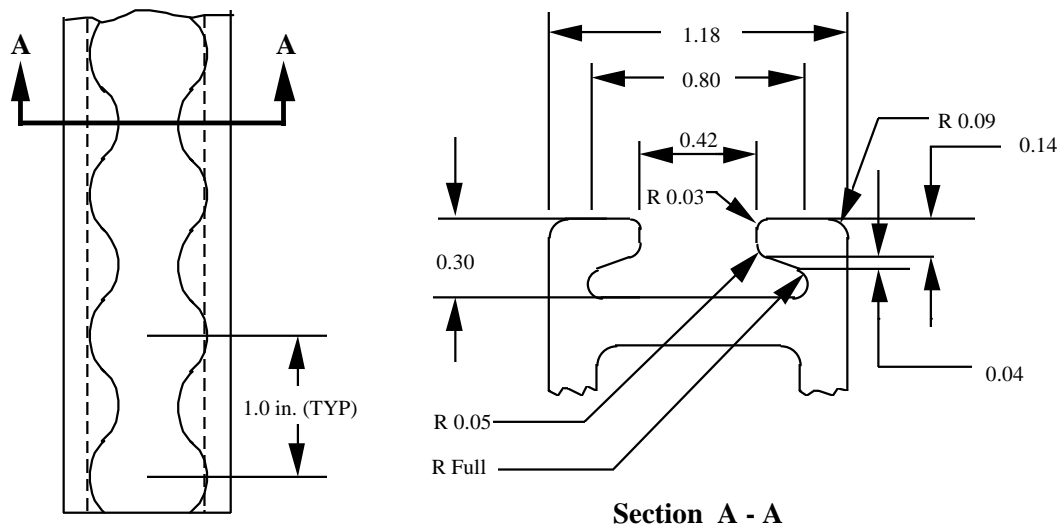 A
A
1.0 in. (TYP)
1.18
0.80
0.42
R 0.09
0.14
R 0.03
0.30
0.04
R 0.05
R Full
Section A - A